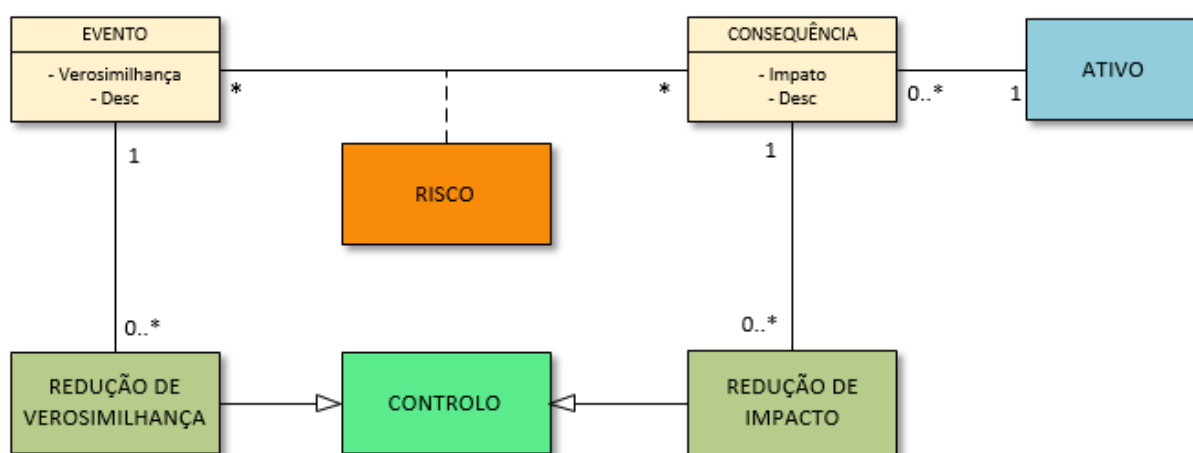 EVENTO
- Verosimilhança
- Desc
CONSEQUÊNCIA
- Impato
- Desc
ATIVO
*
*
0..*
1
1
1
RISCO
0..*
0..*
REDUÇÃO DE
VEROSIMILHANÇA
CONTROLO
REDUÇÃO DE
IMPACTO